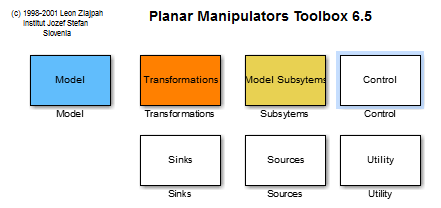 (c) 1998-2001 Leon Zlajpah
Institut Jozef Stefan
Slovenia
Planar Manipulators Toolbox 6.5
Model
Transformations
Model Subsytems
Control
Model
Transformations
Subsytems
Control
Sinks
Sources
Utility
Sinks
Sources
Utility